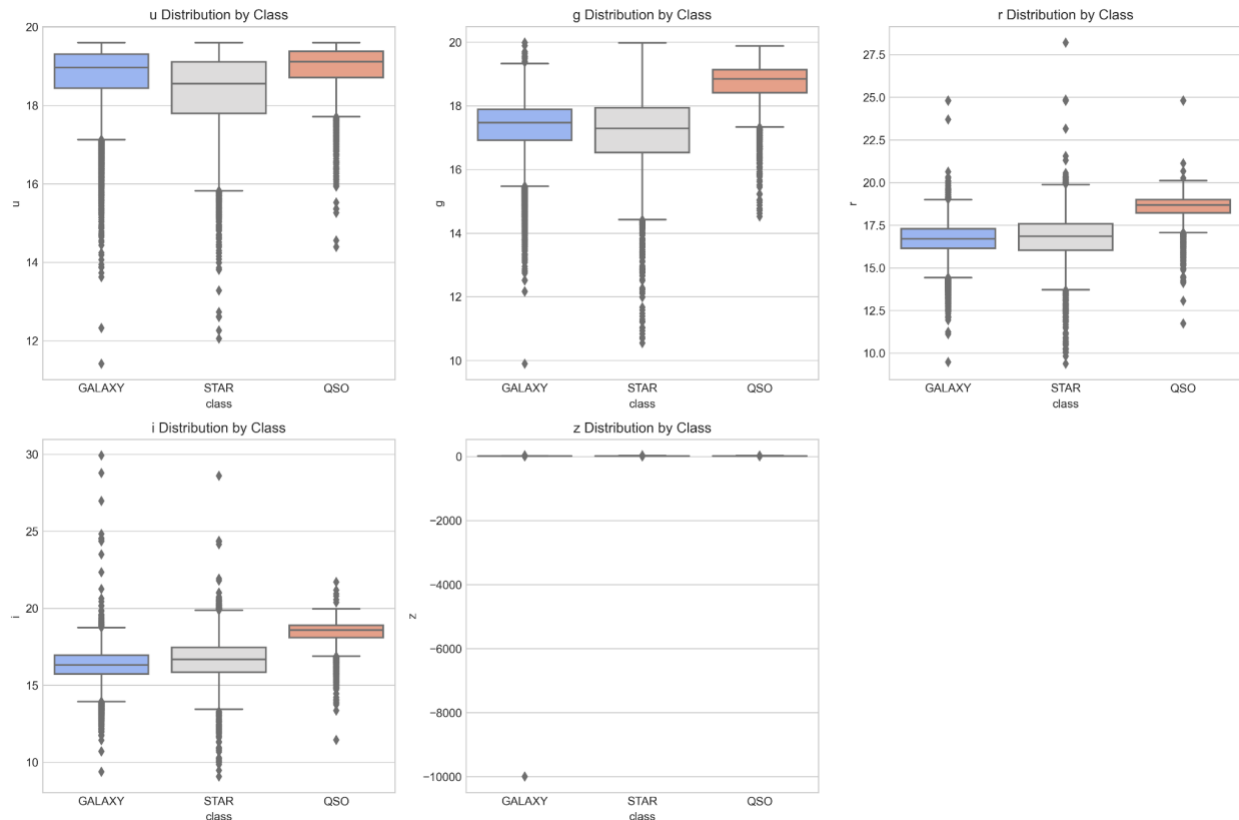 u Distribution by Class
20
18
16
14
12
u
GALAXY
STAR
QSO
class
g Distribution by Class
20
18
16
14
12
10
g
GALAXY
STAR
QSO
class
r Distribution by Class
27.5
25.0
22.5
20.0
17.5
15.0
12.5
10.0
r
GALAXY
STAR
QSO
class
i Distribution by Class
30
25
20
15
10
i
GALAXY
STAR
QSO
class
z Distribution by Class
0
−2000
−4000
−6000
−8000
−10000
z
GALAXY
STAR
QSO
class